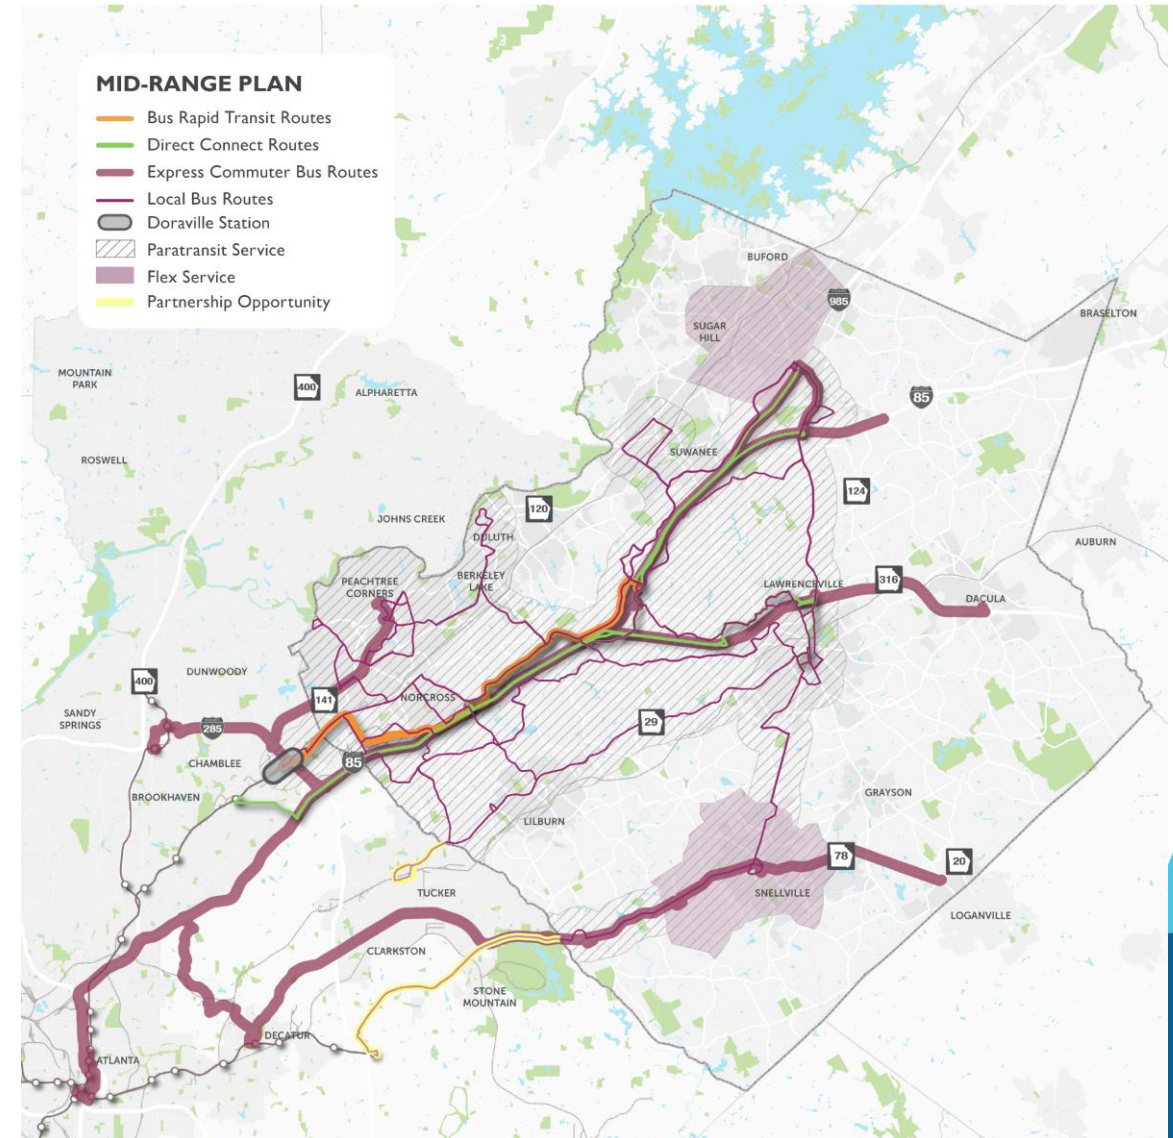 MID-RANGE PLAN
Bus Rapid Transit Routes
Direct Connect Routes
Express Commuter Bus Routes
Local Bus Routes
Doraville Station
Paratransit Service
Flex Service
Partnership Opportunity
BUFORD
985
BRASELTON
SUGAR
HILL
MOUNTAIN
PARK
400
ALPHARETTA
85
ROSWELL
SUWANEE
124
120
JOHNS CREEK
DULUTH
AUBURN
PEACHTREE
CORNERS
BERKELEY
LAKE
LAWRENCEVILLE
316
DACULA
DUNWOODY
400
141
NORCROSS
SANDY
SPRINGS
285
29
CHAMBLEE
85
BROOKHAVEN
GRAYSON
LILBURN
78
20
TUCKER
SNELLVILLE
LOGANVILLE
CLARKSTON
STONE
MOUNTAIN
DECATUR
ATLANTA